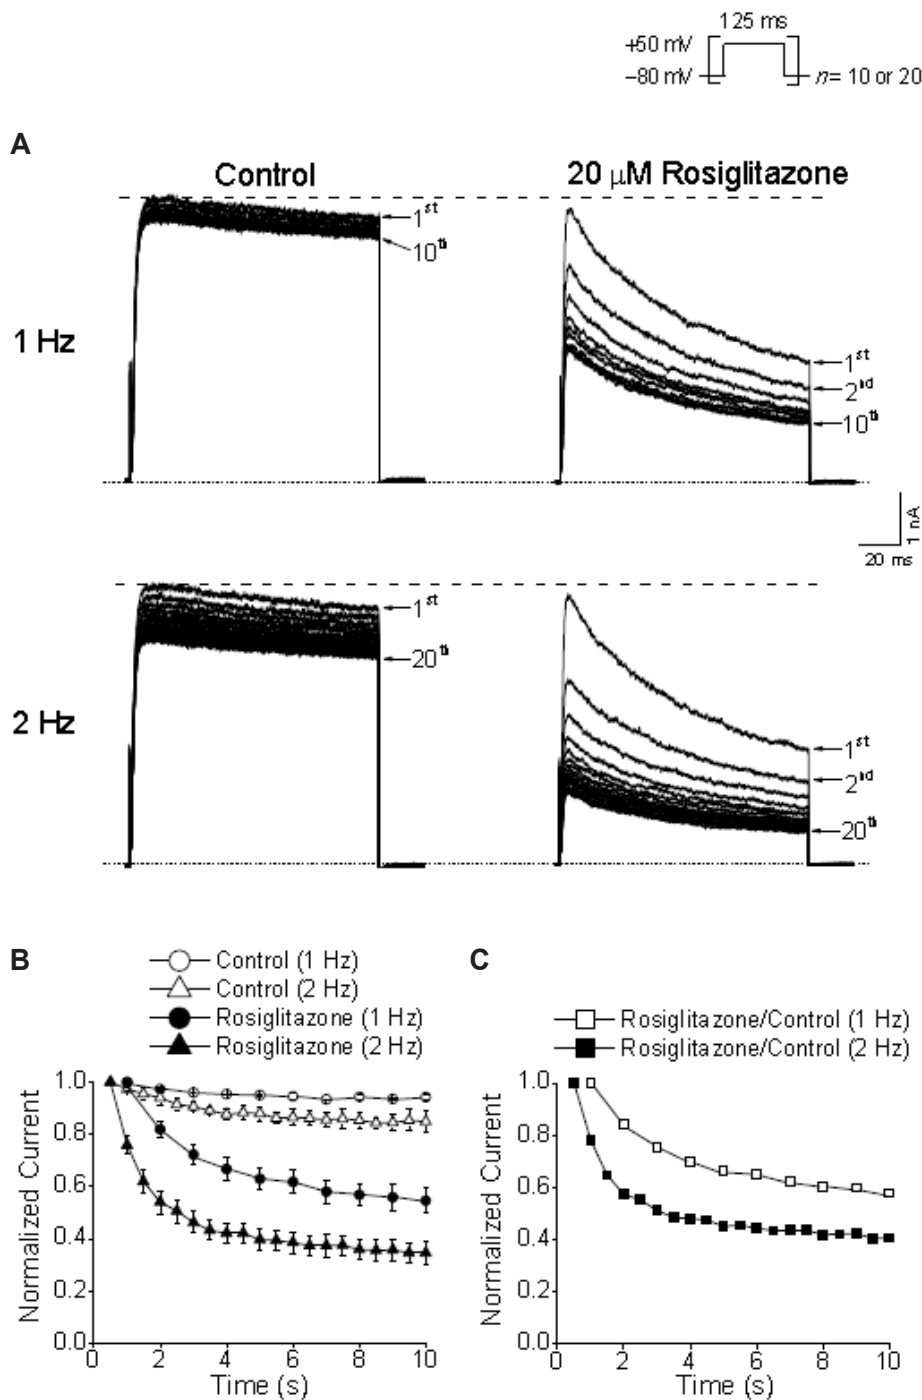 125 ms
+50 mV
−80 mV
n= 10 or 20
A
Control
20 μM Rosiglitazone
1 Hz
1st
10th
1st
2nd
10th
1 nA
20 ms
2 Hz
1st
20th
1st
2nd
20th
B
Control (1 Hz)
Control (2 Hz)
Rosiglitazone (1 Hz)
Rosiglitazone (2 Hz)
Normalized Current
1.0
0.8
0.6
0.4
0.2
0.0
0 2 4 6 8 10
Time (s)
C
Rosiglitazone/Control (1 Hz)
Rosiglitazone/Control (2 Hz)
Normalized Current
1.0
0.8
0.6
0.4
0.2
0.0
0 2 4 6 8 10
Time (s)